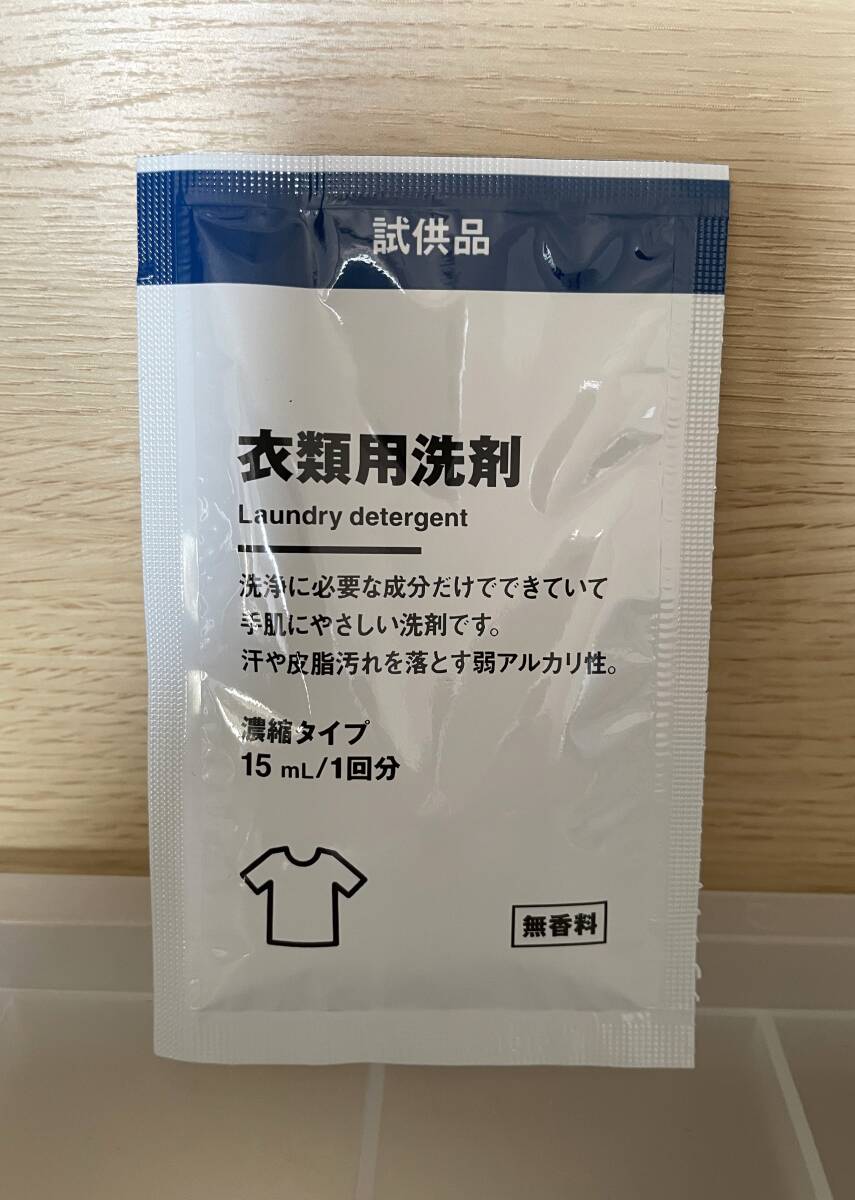 試供品
衣類用洗剤
Laundry detergent
洗浄に必要な成分だけでできていて
手肌にやさしい洗剤です。
汗や皮脂汚れを落とす弱アルカリ性。
濃縮タイプ
15 mL/1回分
無香料